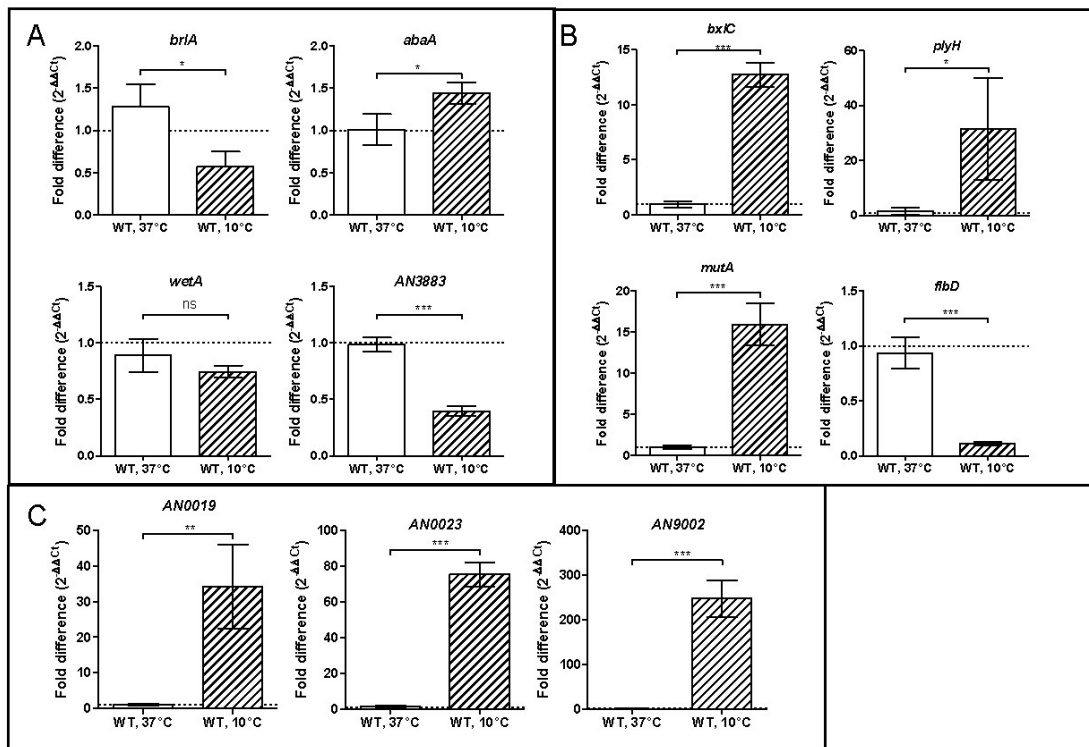 A
brlA
Fold difference (2-ΔΔCt)
2.0
1.5
1.0
0.5
0.0
*
WT, 37°C WT, 10°C
abaA
Fold difference (2-ΔΔCt)
2.0
1.5
1.0
0.5
0.0
*
WT, 37°C WT, 10°C
wetA
Fold difference (2-ΔΔCt)
1.5
1.0
0.5
0.0
ns
WT, 37°C WT, 10°C
AN3883
Fold difference (2-ΔΔCt)
1.5
1.0
0.5
0.0
***
WT, 37°C WT, 10°C
B
bxlC
Fold difference (2-ΔΔCt)
15
10
5
0
***
WT, 37°C WT, 10°C
plyH
Fold difference (2-ΔΔCt)
60
40
20
0
*
WT, 37°C WT, 10°C
mutA
Fold difference (2-ΔΔCt)
20
15
10
5
0
***
WT, 37°C WT, 10°C
flbD
Fold difference (2-ΔΔCt)
1.5
1.0
0.5
0.0
***
WT, 37°C WT, 10°C
C
AN0019
Fold difference (2-ΔΔCt)
50
40
30
20
10
0
**
WT, 37°C WT, 10°C
AN0023
Fold difference (2-ΔΔCt)
100
80
60
40
20
0
***
WT, 37°C WT, 10°C
AN9002
Fold difference (2-ΔΔCt)
400
300
200
100
0
***
WT, 37°C WT, 10°C